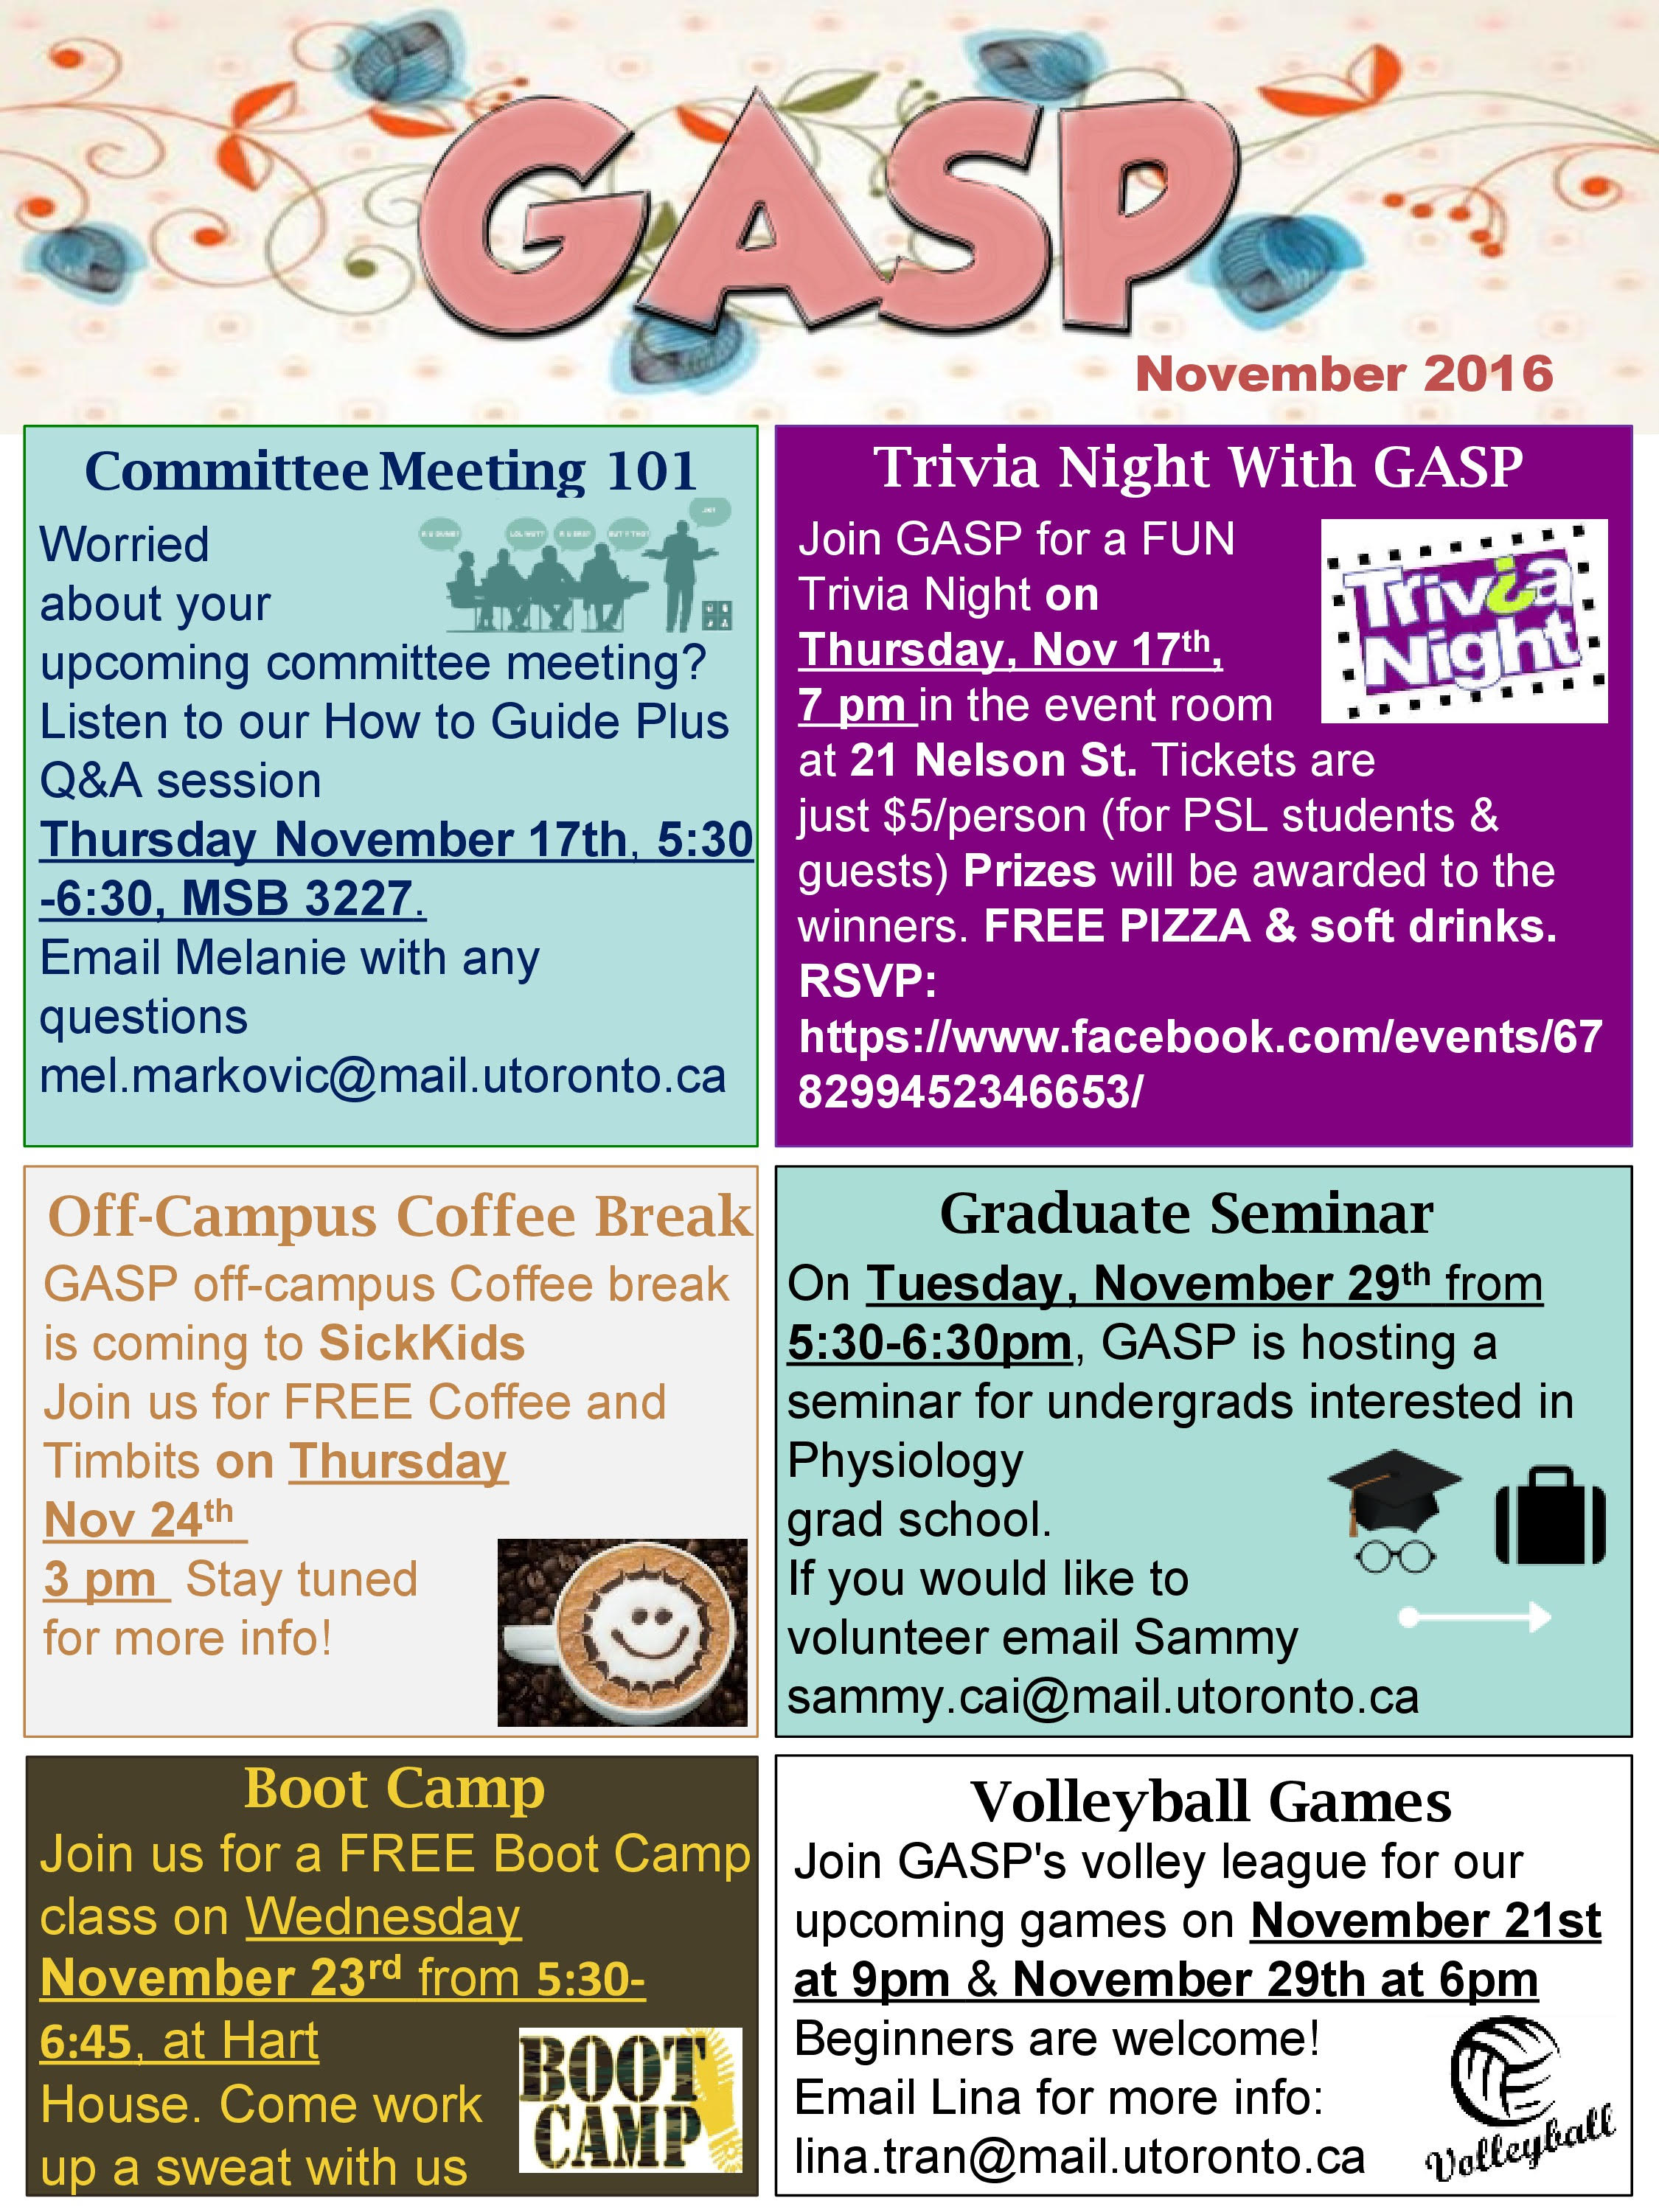 GASP
November 2016
Committee Meeting 101
Worried
about your
upcoming committee meeting?
Listen to our How to Guide Plus
Q&A session
Thursday November 17th, 5:30
-6:30, MSB 3227.
Email Melanie with any
questions
mel.markovic@mail.utoronto.ca
Trivia Night With GASP
Join GASP for a FUN
Trivia Night on
Thursday, Nov 17th,
7 pm in the event room
at 21 Nelson St. Tickets are
just $5/person (for PSL students &
guests) Prizes will be awarded to the
winners. FREE PIZZA & soft drinks.
RSVP:
https://www.facebook.com/events/67
8299452346653/
Trivia
Night
Off-Campus Coffee Break
GASP off-campus Coffee break
is coming to SickKids
Join us for FREE Coffee and
Timbits on Thursday
Nov 24th
3 pm Stay tuned
for more info!
Graduate Seminar
On Tuesday, November 29th from
5:30-6:30pm, GASP is hosting a
seminar for undergrads interested in
Physiology
grad school.
If you would like to
volunteer email Sammy
sammy.cai@mail.utoronto.ca
Boot Camp
Join us for a FREE Boot Camp
class on Wednesday
November 23rd from 5:30-
6:45, at Hart
House. Come work
up a sweat with us
BOOT
CAMP
Volleyball Games
Join GASP's volley league for our
upcoming games on November 21st
at 9pm & November 29th at 6pm
Beginners are welcome!
Email Lina for more info:
lina.tran@mail.utoronto.ca
Volleyball